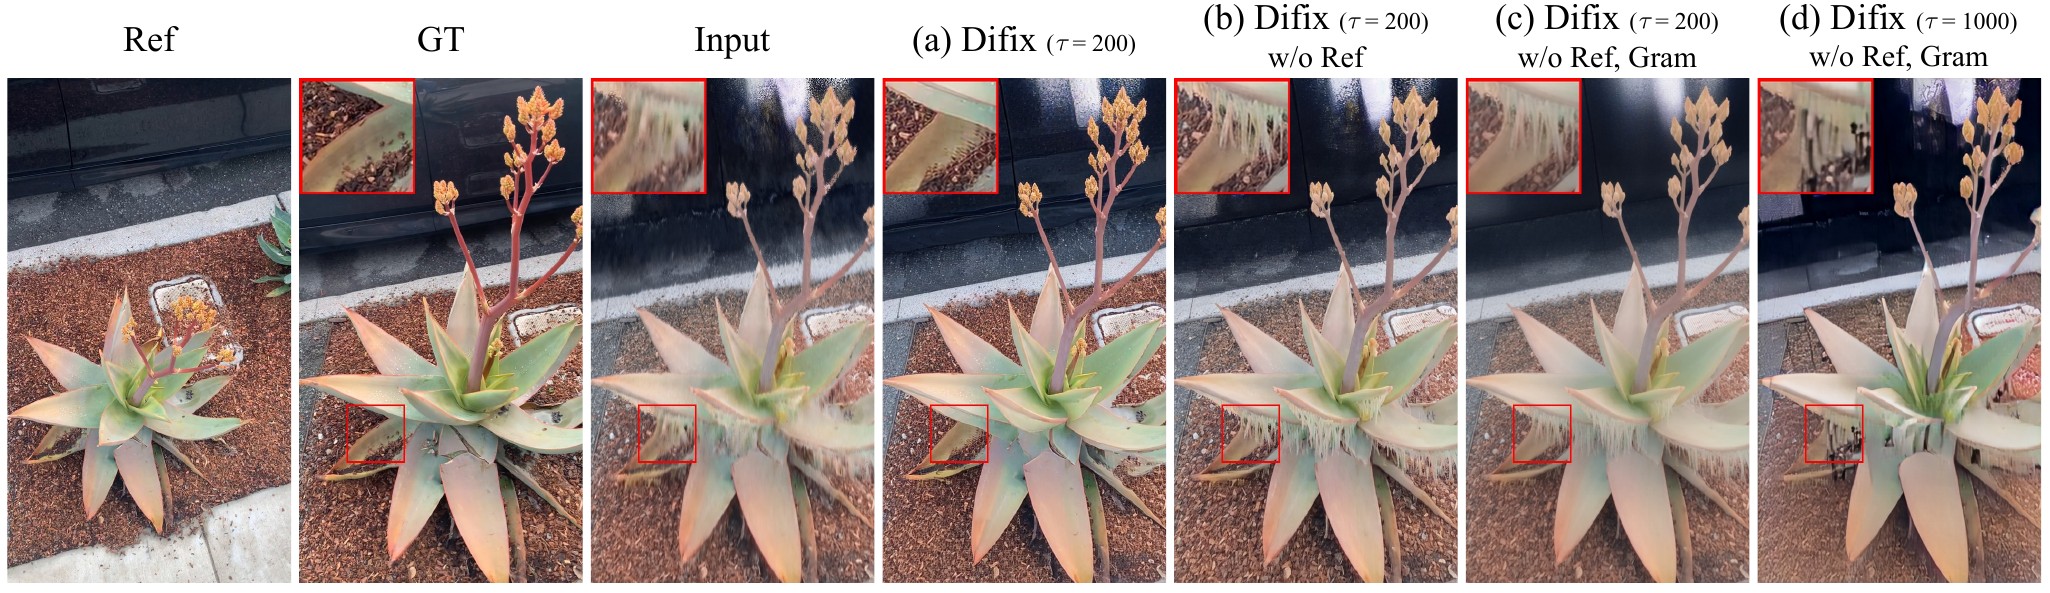 Ref
GT
Input
(a) Difix (τ = 200)
(b) Difix (τ = 200)
w/o Ref
(c) Difix (τ = 200)
w/o Ref, Gram
(d) Difix (τ = 1000)
w/o Ref, Gram